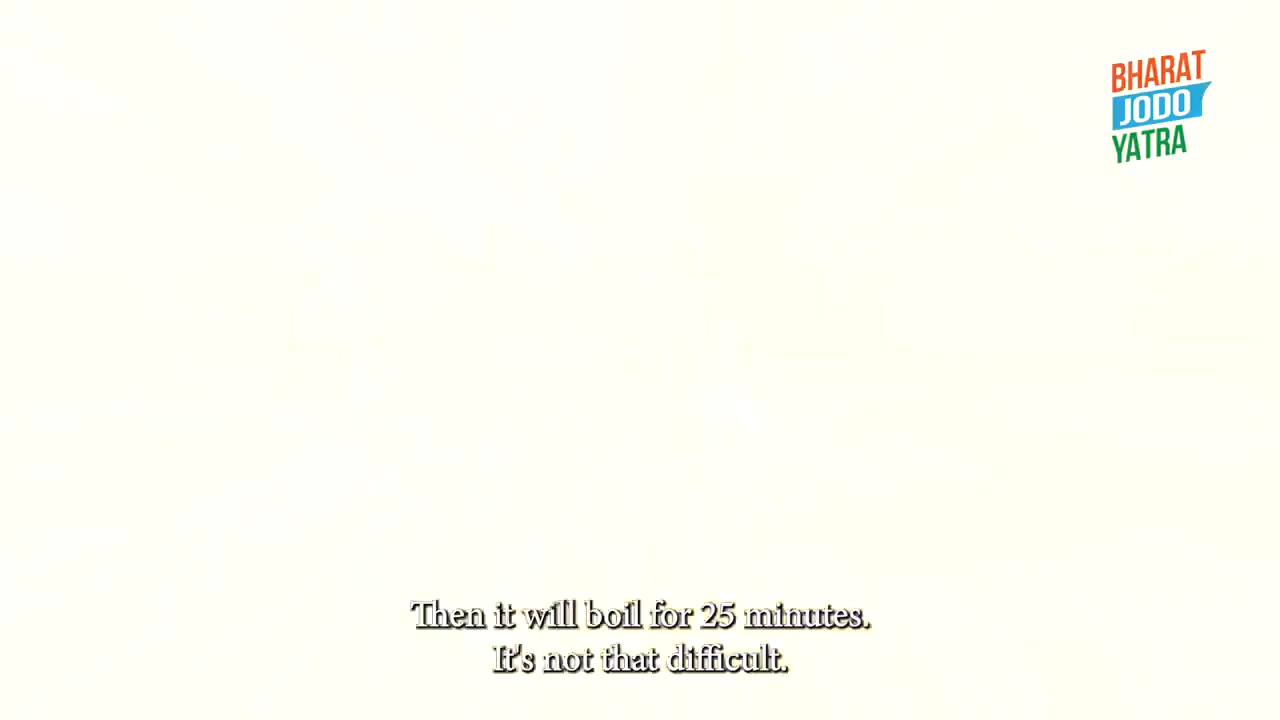 BHARAT
JODO
YATRA
Then it will boil for 25 minutes.
It's not that difficult.